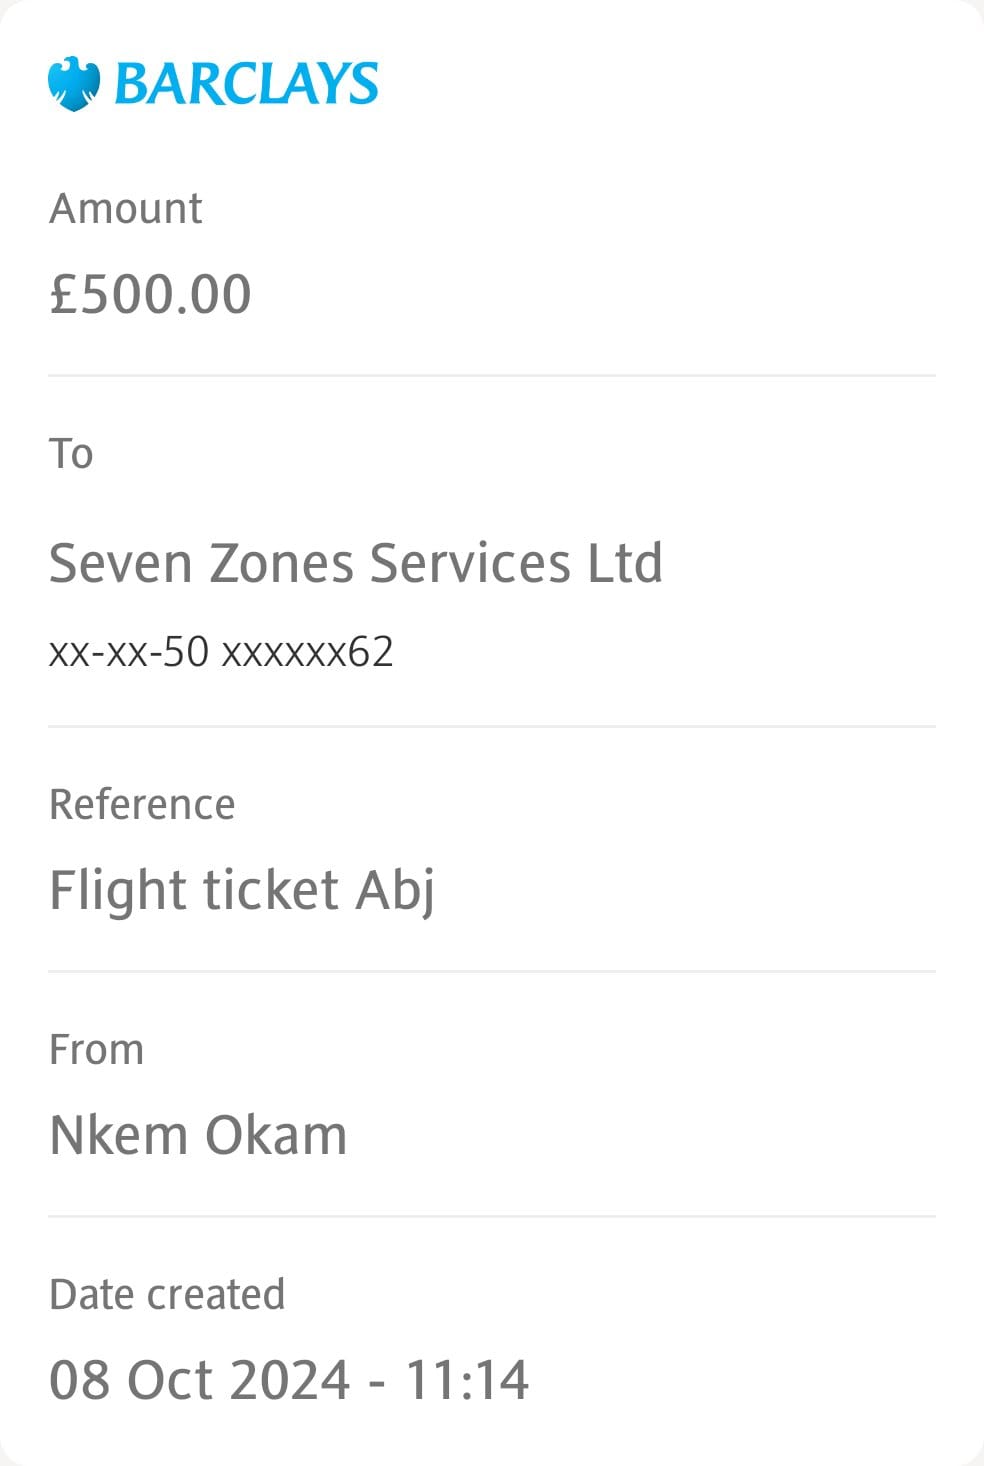 BARCLAYS
Amount
£500.00
To
Seven Zones Services Ltd
xx-xx-50 xxxxxx62
Reference
Flight ticket Abj
From
Nkem Okam
Date created
08 Oct 2024 - 11:14